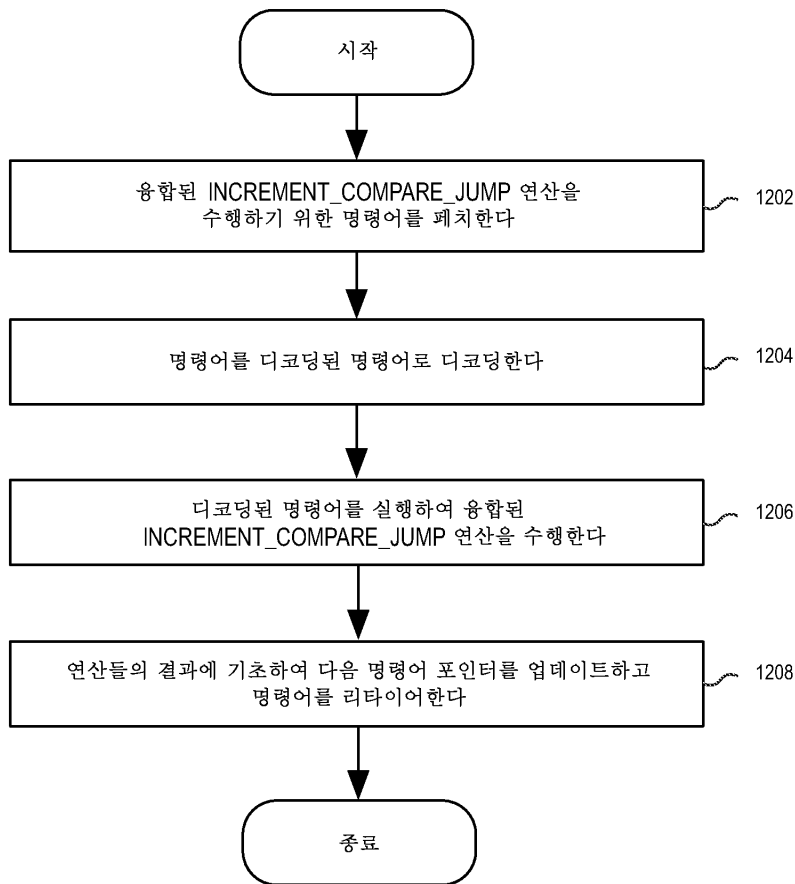 시작
융합된 INCREMENT_COMPARE_JUMP 연산을
수행하기 위한 명령어를 페치한다
1202
명령어를 디코딩된 명령어로 디코딩한다
1204
디코딩된 명령어를 실행하여 융합된
INCREMENT_COMPARE_JUMP 연산을 수행한다
1206
연산들의 결과에 기초하여 다음 명령어 포인터를 업데이트하고
명령어를 리타이어한다
1208
종료